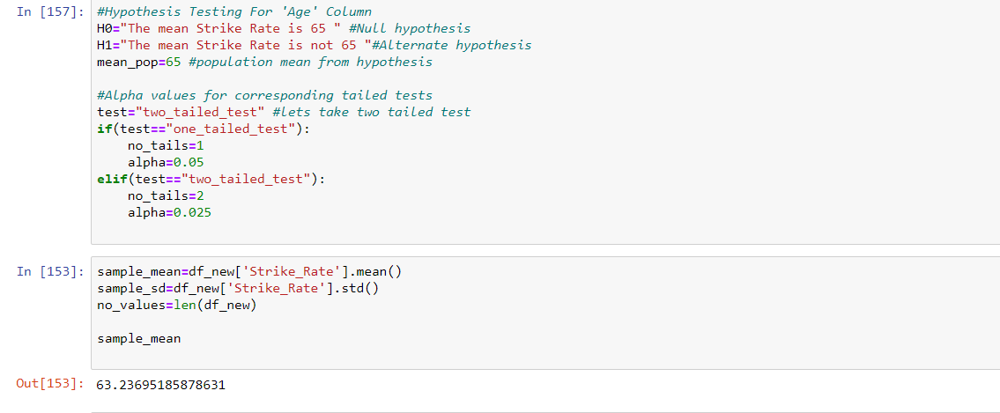 In [157]: #Hypothesis Testing For 'Age' Column
H0="The mean Strike Rate is 65 " #Null hypothesis
H1="The mean Strike Rate is not 65 "#Alternate hypothesis
mean_pop=65 #population mean from hypothesis
#Alpha values for corresponding tailed tests
test="two_tailed_test" #lets take two tailed test
if(test=="one_tailed_test"):
    no_tails=1
    alpha=0.05
elif(test=="two_tailed_test"):
    no_tails=2
    alpha=0.025
In [153]: sample_mean=df_new['Strike_Rate'].mean()
sample_sd=df_new['Strike_Rate'].std()
no_values=len(df_new)
sample_mean
Out[153]: 63.23695185878631